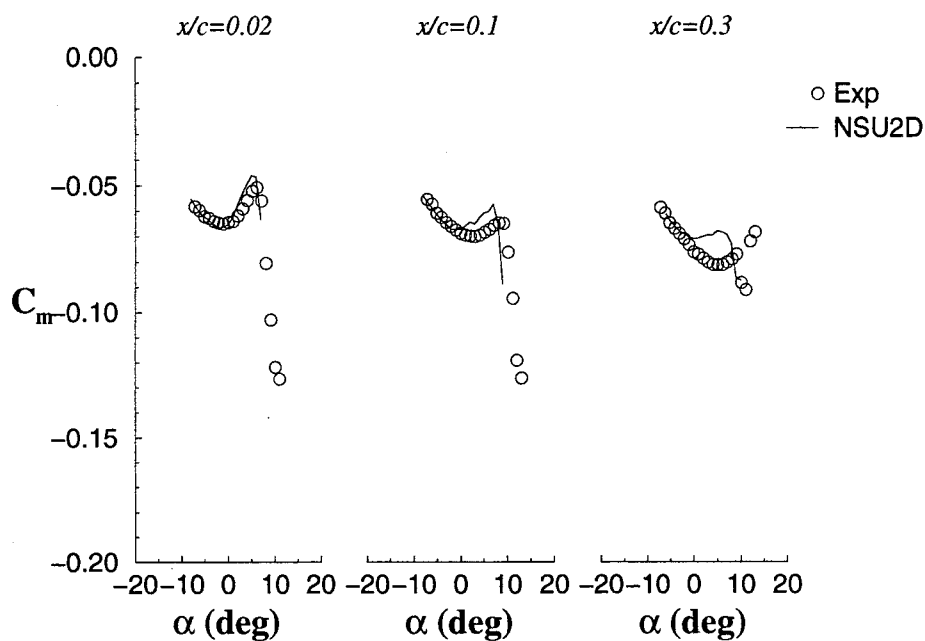 x/c=0.02 x/c=0.1 x/c=0.3
0.00
Exp
NSU2D
−0.05
Cm
−0.10
−0.15
−0.20
−20 −10 0 10 20 −20 −10 0 10 20 −20 −10 0 10 20
α (deg) α (deg) α (deg)